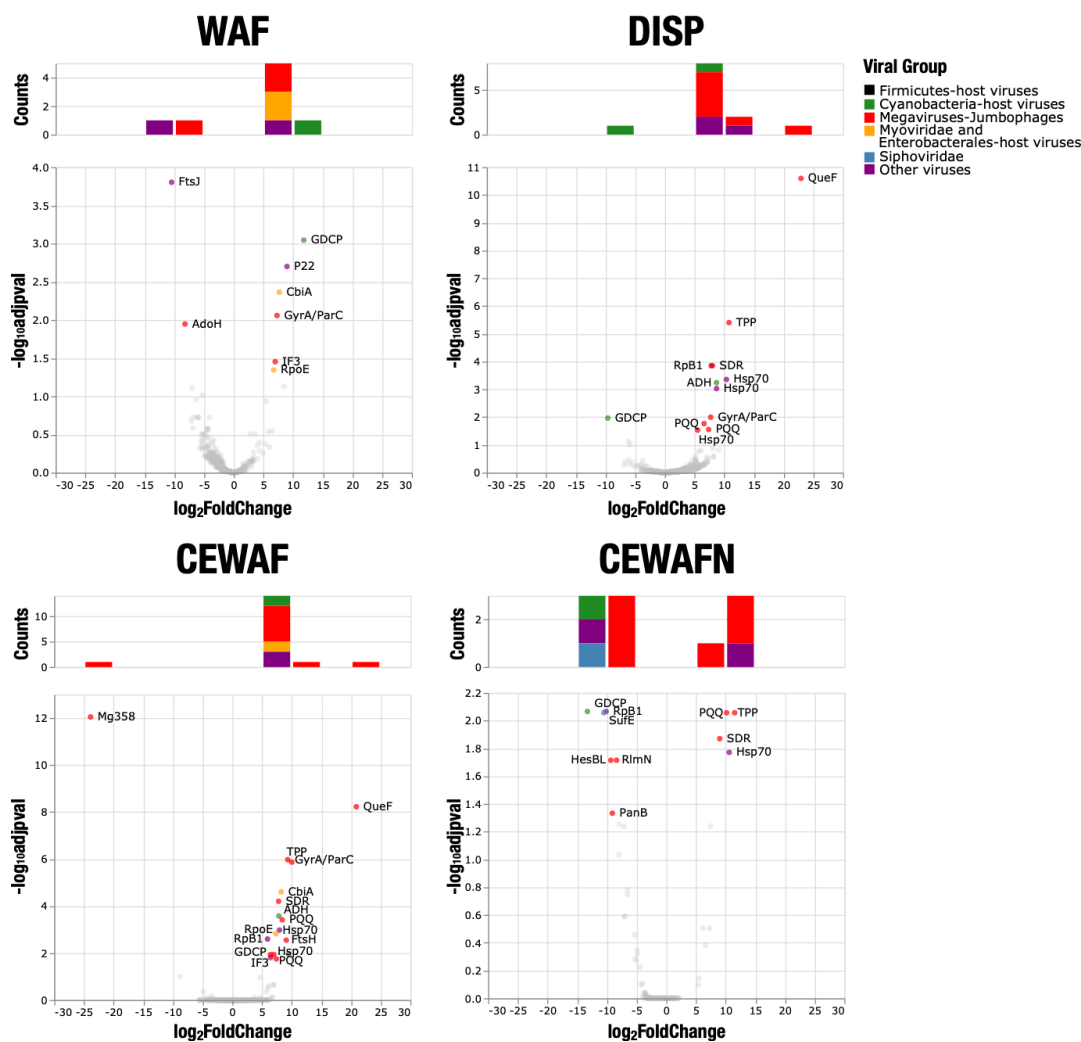 WAF
Counts
4
2
0
-log₁₀adjpval
4.0
3.5
3.0
2.5
2.0
1.5
1.0
0.5
0.0
FtsJ
GDCP
P22
CbiA
GyrA/ParC
AdoH
IF3
RpoE
-30 -25 -20 -15 -10 -5 0 5 10 15 20 25 30
log₂FoldChange
DISP
Counts
5
0
-log₁₀adjpval
11
10
9
8
7
6
5
4
3
2
1
0
QueF
TPP
RpB1 SDR
ADH Hsp70
Hsp70
GDCP
GyrA/ParC
PQQ PQQ
Hsp70
-30 -25 -20 -15 -10 -5 0 5 10 15 20 25 30
log₂FoldChange
Viral Group
Firmicutes-host viruses
Cyanobacteria-host viruses
Megaviruses-Jumbophages
Myoviridae and
Enterobacterales-host viruses
Siphoviridae
Other viruses
CEWAF
Counts
10
5
0
-log₁₀adjpval
12
10
8
6
4
2
0
Mg358
QueF
TPP
GyrA/ParC
CbiA
SDR
ADH
PQQ
RpoE Hsp70
RpB1 FtsH
GDCP Hsp70
IF3 PQQ
-30 -25 -20 -15 -10 -5 0 5 10 15 20 25 30
log₂FoldChange
CEWAFN
Counts
2
0
-log₁₀adjpval
2.2
2.0
1.8
1.6
1.4
1.2
1.0
0.8
0.6
0.4
0.2
0.0
GDCP
RpB1
SufE
PQQ TPP
SDR
Hsp70
HesBL RlmN
PanB
-30 -25 -20 -15 -10 -5 0 5 10 15 20 25 30
log₂FoldChange